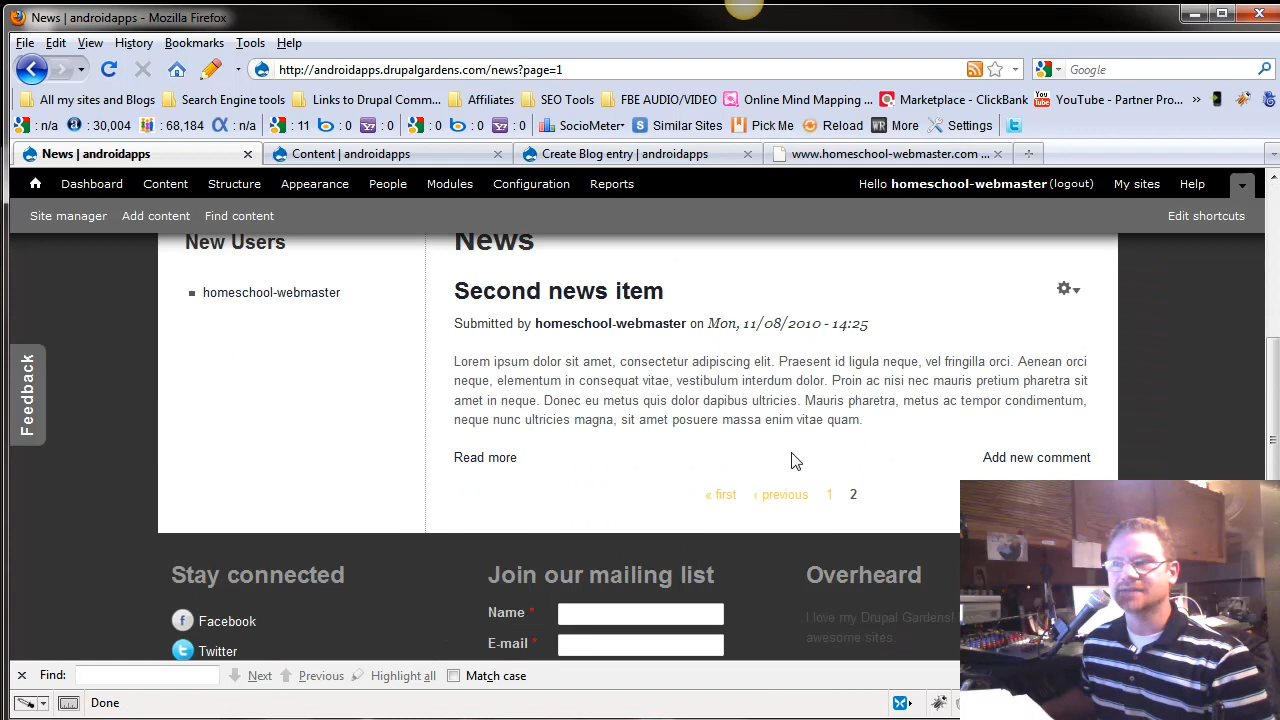 News | androidapps - Mozilla Firefox
File Edit View History Bookmarks Tools Help
http://androidapps.drupalgardens.com/news?page=1
Google
All my sites and Blogs Search Engine tools Links to Drupal Comm... Affiliates SEO Tools FBE AUDIO/VIDEO Online Mind Mapping ... Marketplace - ClickBank YouTube - Partner Pro... »
: n/a : 30,004 : 68,184 : n/a : 11 : 0 : 0 : 0 : 0 : 0 SocioMeter Similar Sites Pick Me Reload WR More Settings
News | androidapps Content | androidapps Create Blog entry | androidapps www.homeschool-webmaster.com ...
Dashboard Content Structure Appearance People Modules Configuration Reports Hello homeschool-webmaster (logout) My sites Help
Site manager Add content Find content Edit shortcuts
New Users
homeschool-webmaster
News
Second news item
Submitted by homeschool-webmaster on Mon, 11/08/2010 - 14:25
Lorem ipsum dolor sit amet, consectetur adipiscing elit. Praesent id ligula neque, vel fringilla orci. Aenean orci
neque, elementum in consequat vitae, vestibulum interdum dolor. Proin ac nisi nec mauris pretium pharetra sit
amet in neque. Donec eu metus quis dolor dapibus ultricies. Mauris pharetra, metus ac tempor condimentum,
neque nunc ultricies magna, sit amet posuere massa enim vitae quam.
Read more Add new comment
« first ‹ previous 1 2
Feedback
Stay connected
Facebook
Twitter
Join our mailing list
Name *
E-mail *
Overheard
I love my Drupal Gardens!
awesome sites.
Find: Next Previous Highlight all Match case
Done